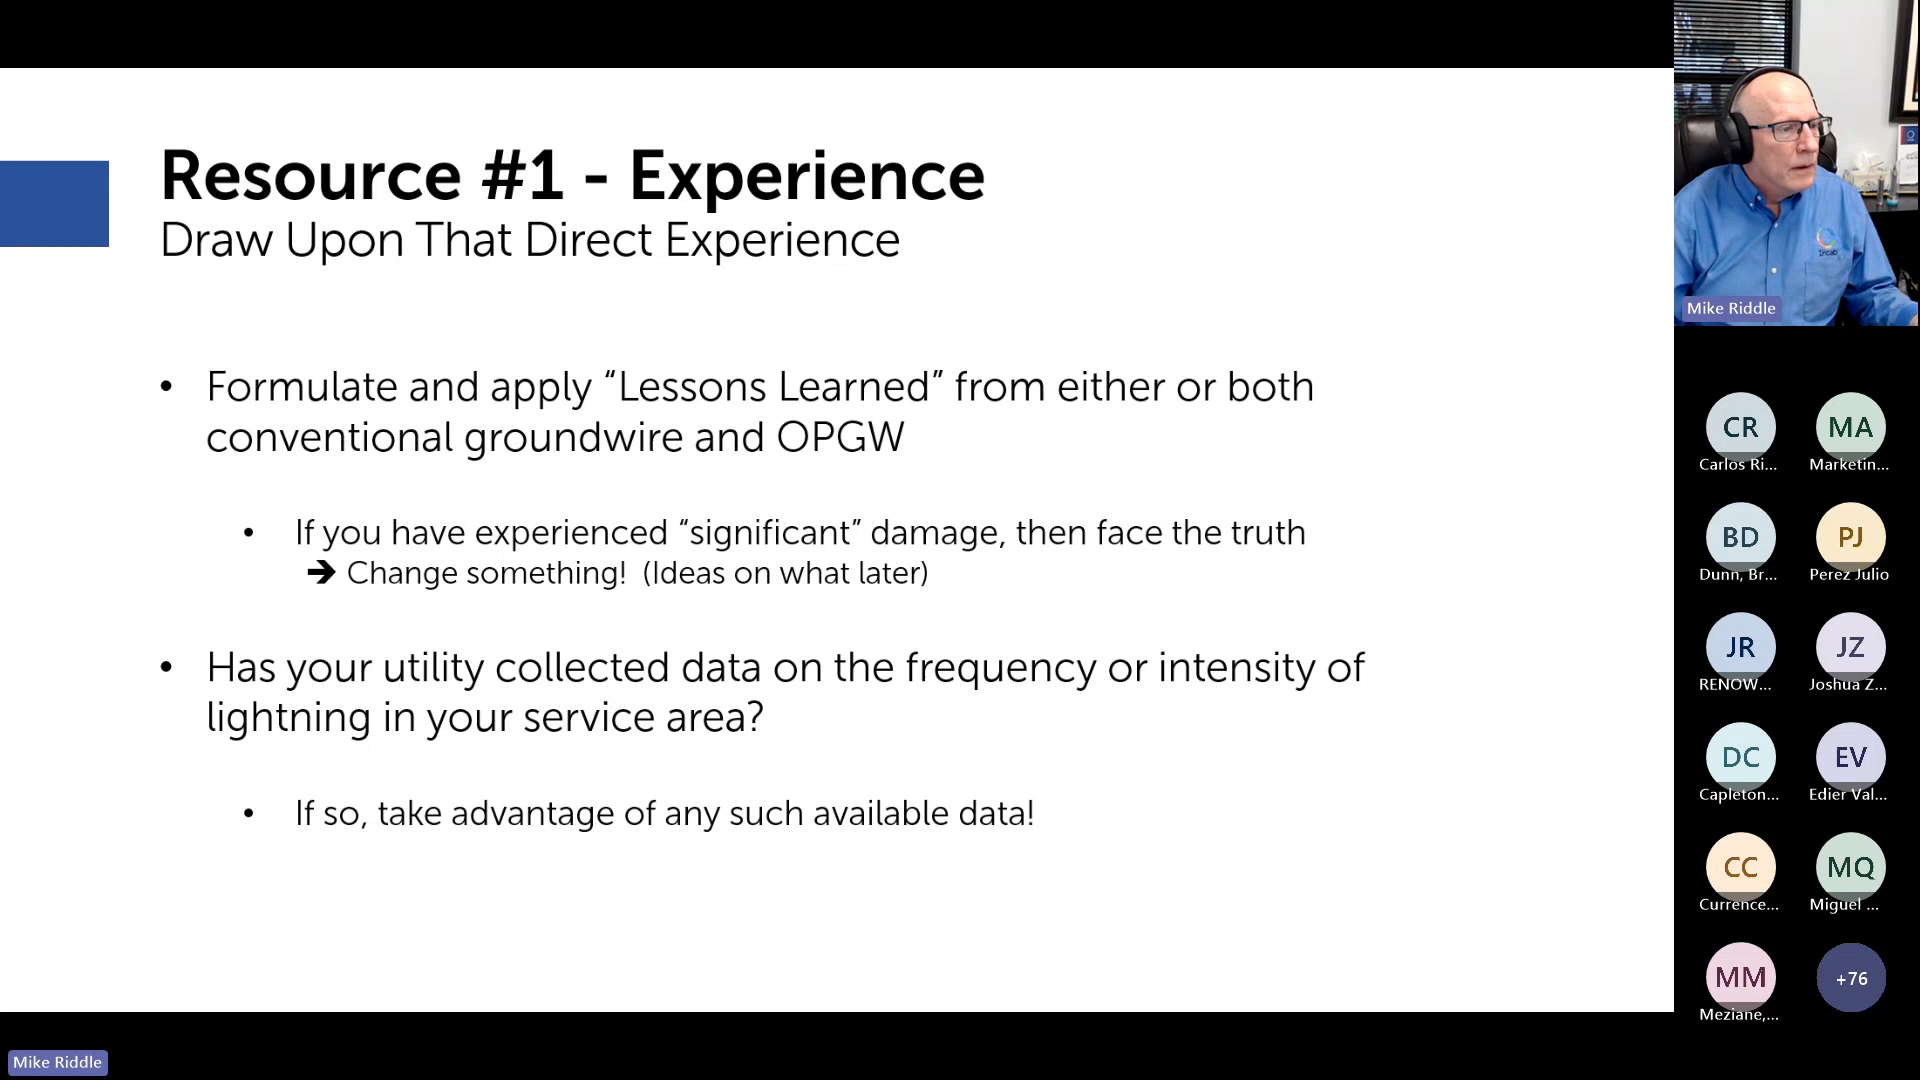 Resource #1 - Experience
Draw Upon That Direct Experience
• Formulate and apply “Lessons Learned” from either or both
conventional groundwire and OPGW
• If you have experienced “significant” damage, then face the truth
➔ Change something! (Ideas on what later)
• Has your utility collected data on the frequency or intensity of
lightning in your service area?
• If so, take advantage of any such available data!
Incab
Mike Riddle
CR
Carlos Ri...
MA
Marketin...
BD
Dunn, Br...
PJ
Perez Julio
JR
RENOW...
JZ
Joshua Z...
DC
Capleton...
EV
Edier Val...
CC
Currence...
MQ
Miguel ...
MM
Meziane,...
+76
Mike Riddle